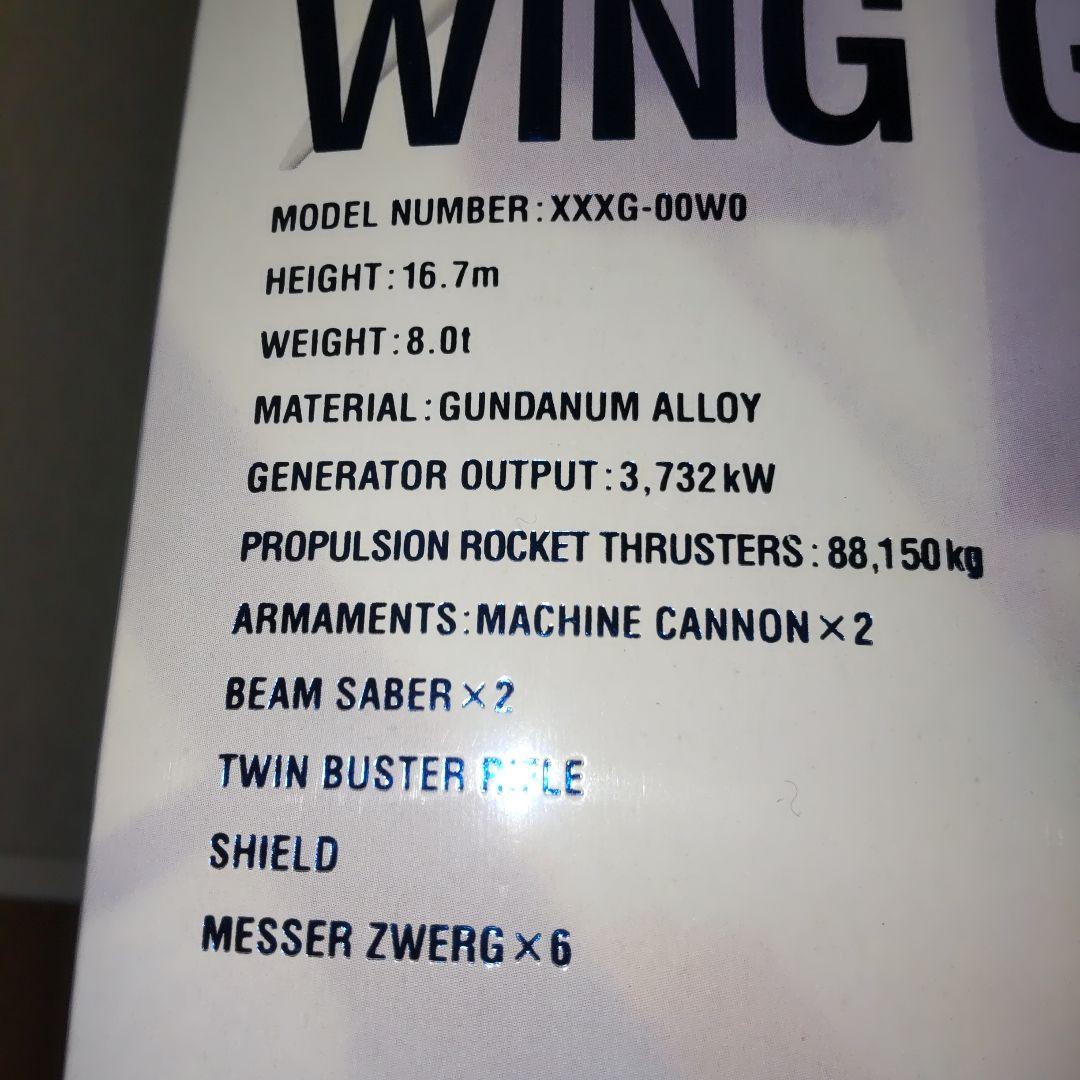 WING G
MODEL NUMBER:XXXG-00W0
HEIGHT:16.7m
WEIGHT:8.0t
MATERIAL:GUNDANUM ALLOY
GENERATOR OUTPUT:3,732kW
PROPULSION ROCKET THRUSTERS:88,150kg
ARMAMENTS:MACHINE CANNON×2
BEAM SABER×2
TWIN BUSTER RIFLE
SHIELD
MESSER ZWERG×6